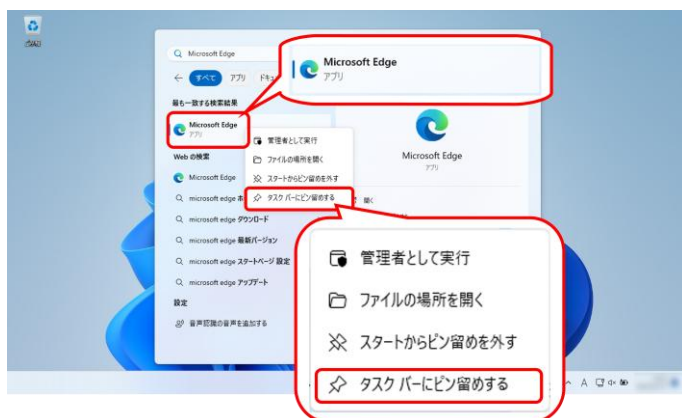 ごみ箱
Microsoft Edge
すべて アプリ ドキュ
最も一致する検索結果
Microsoft Edge
アプリ
Web の検索
Microsoft Edge
microsoft edge
microsoft edge ダウンロード
microsoft edge 最新バージョン
microsoft edge スタートページ 設定
microsoft edge アップデート
設定
音声認識の音声を追加する
管理者として実行
ファイルの場所を開く
スタートからピン留めを外す
タスク バーにピン留めする
Microsoft Edge
アプリ
Microsoft Edge
アプリ
開く
管理者として実行
ファイルの場所を開く
スタートからピン留めを外す
タスク バーにピン留めする
A